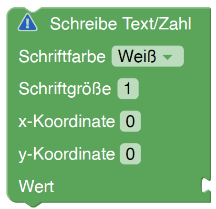 Schreibe Text/Zahl
Schriftfarbe Weiß
Schriftgröße 1
x-Koordinate 0
y-Koordinate 0
Wert